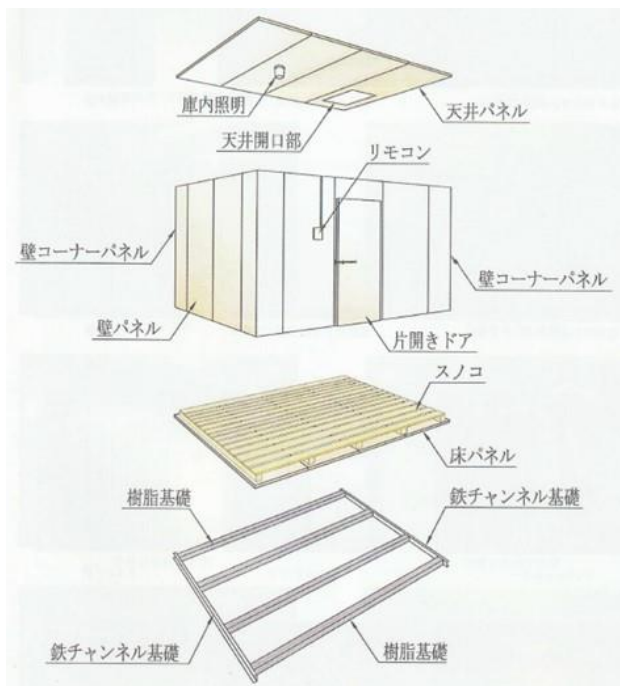 庫内照明
天井開口部
天井パネル
リモコン
壁コーナーパネル
壁コーナーパネル
壁パネル
片開きドア
スノコ
床パネル
樹脂基礎
鉄チャンネル基礎
鉄チャンネル基礎
樹脂基礎